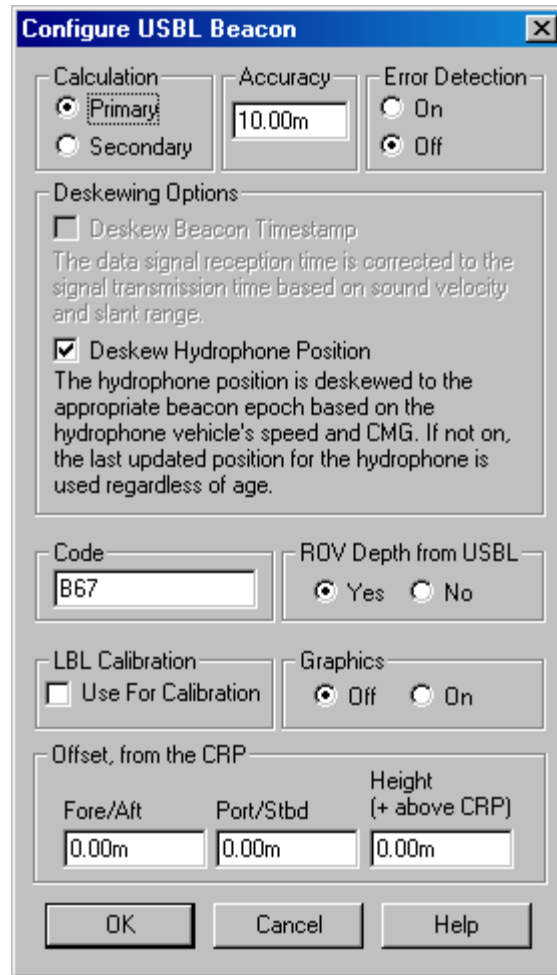 Configure USBL Beacon
Calculation
Primary
Secondary
Accuracy
10.00m
Error Detection
On
Off
Deskewing Options
Deskew Beacon Timestamp
The data signal reception time is corrected to the
signal transmission time based on sound velocity
and slant range.
Deskew Hydrophone Position
The hydrophone position is deskewed to the
appropriate beacon epoch based on the
hydrophone vehicle's speed and CMG. If not on,
the last updated position for the hydrophone is
used regardless of age.
Code
B67
ROV Depth from USBL
Yes No
LBL Calibration
Use For Calibration
Graphics
Off On
Offset, from the CRP
Fore/Aft
0.00m
Port/Stbd
0.00m
Height
(+ above CRP)
0.00m
OK Cancel Help